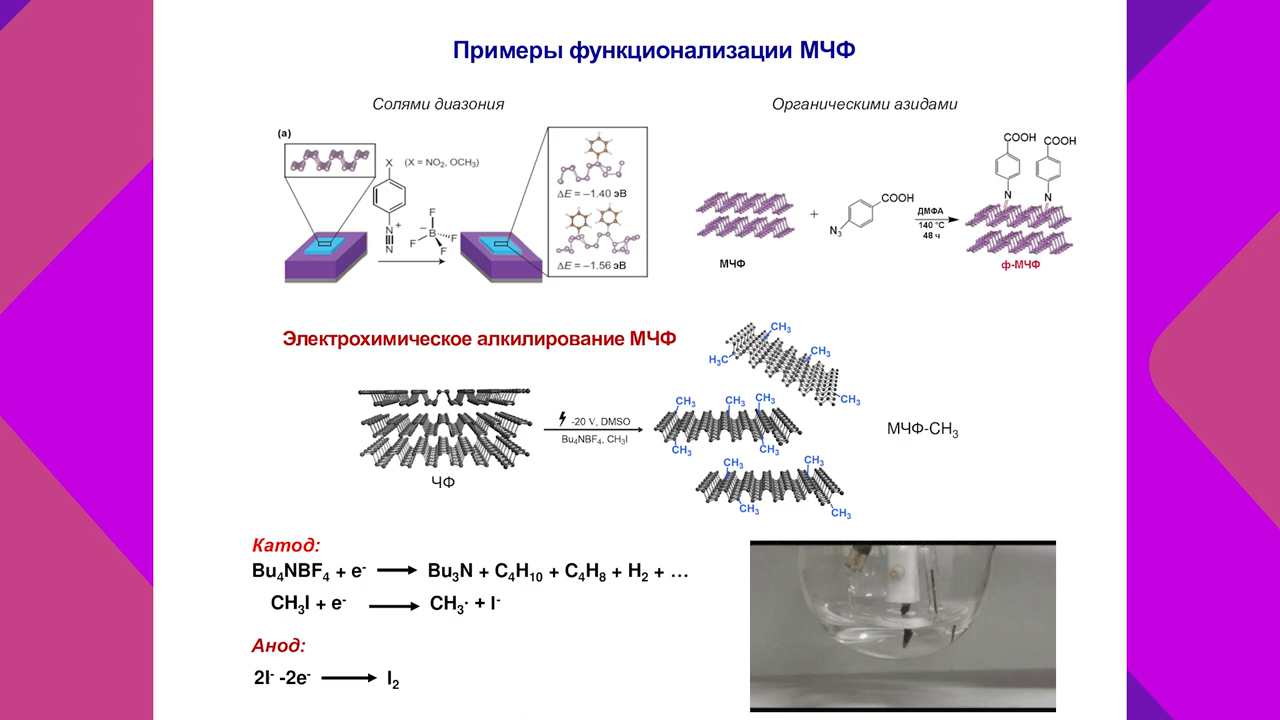 Примеры функционализации МЧФ
Солями диазония
Органическими азидами
(a)
X
(X = NO₂, OCH₃)
N⁺
N
F
F
B⁻
F
F
ΔE = −1.40 эВ
ΔE = −1.56 эВ
МЧФ
+
N₃
COOH
ДМФА
140 °C
48 ч
COOH
COOH
N
N
ф-МЧФ
Электрохимическое алкилирование МЧФ
ЧФ
-20 V, DMSO
Bu₄NBF₄, CH₃I
CH₃
H₃C
CH₃
CH₃
CH₃
CH₃
CH₃
CH₃
CH₃
CH₃
CH₃
CH₃
CH₃
МЧФ-CH₃
Катод:
Bu₄NBF₄ + e⁻ ⟶ Bu₃N + C₄H₁₀ + C₄H₈ + H₂ + …
CH₃I + e⁻ ⟶ CH₃· + I⁻
Анод:
2I⁻ -2e⁻ ⟶ I₂